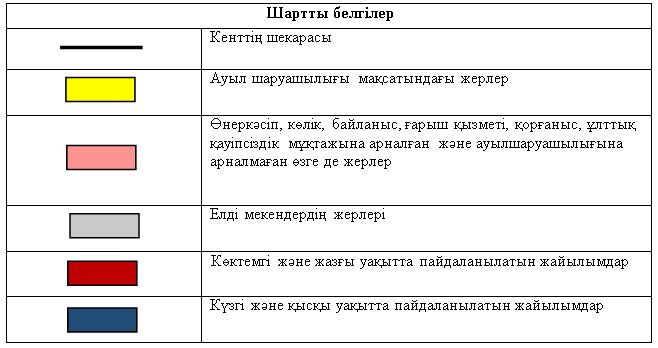 Шартты белгілер
Кенттің шекарасы
Ауыл шаруашылығы мақсатындағы жерлер
Өнеркәсіп, көлік, байланыс, ғарыш қызметі, қорғаныс, ұлттық
қауіпсіздік мұқтажына арналған және ауылшаруашылығына
арналмаған өзге де жерлер
Елді мекендердің жерлері
Көктемгі және жазғы уақытта пайдаланылатын жайылымдар
Күзгі және қысқы уақытта пайдаланылатын жайылымдар